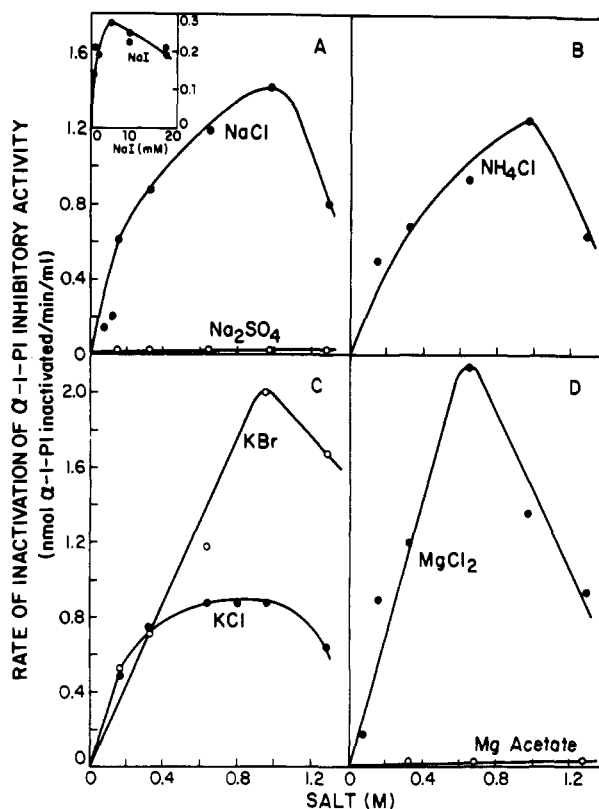 RATE OF INACTIVATION OF α-I-PI INHIBITORY ACTIVITY
(nmol α-I-PI inactivated/min/ml)
0.3
0.2
0.1
0
NaI
0 10 20
NaI (mM)
A
1.6
1.2
0.8
0.4
0
NaCl
Na₂SO₄
B
NH₄Cl
C
2.0
1.6
1.2
0.8
0.4
0
KBr
KCl
0 0.4 0.8 1.2
D
MgCl₂
Mg Acetate
0 0.4 0.8 1.2
SALT (M)